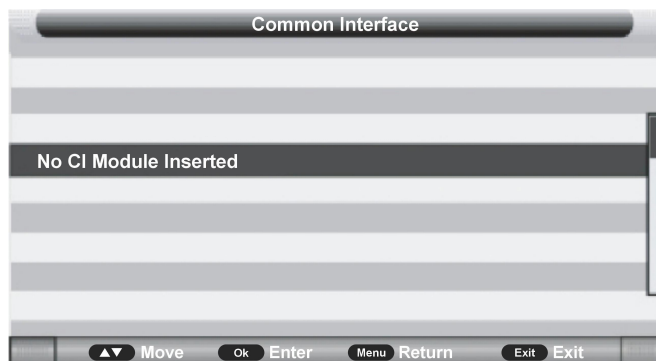 Common Interface
No CI Module Inserted
▲▼ Move Ok Enter Menu Return Exit Exit